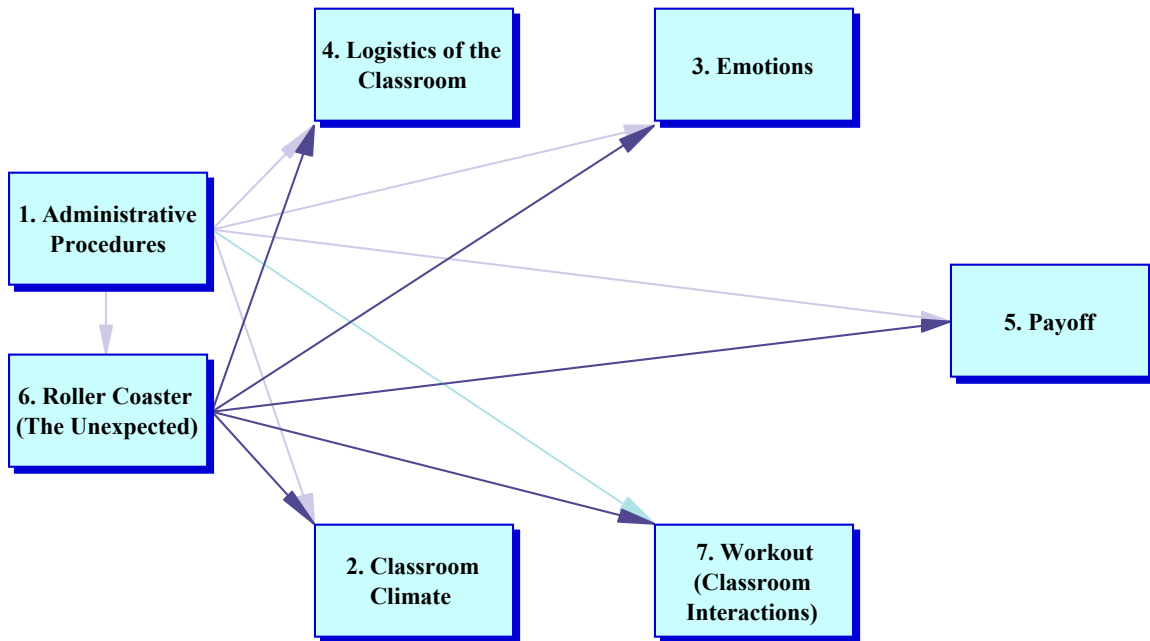 4. Logistics of the
Classroom
3. Emotions
1. Administrative
Procedures
5. Payoff
6. Roller Coaster
(The Unexpected)
2. Classroom
Climate
7. Workout
(Classroom
Interactions)